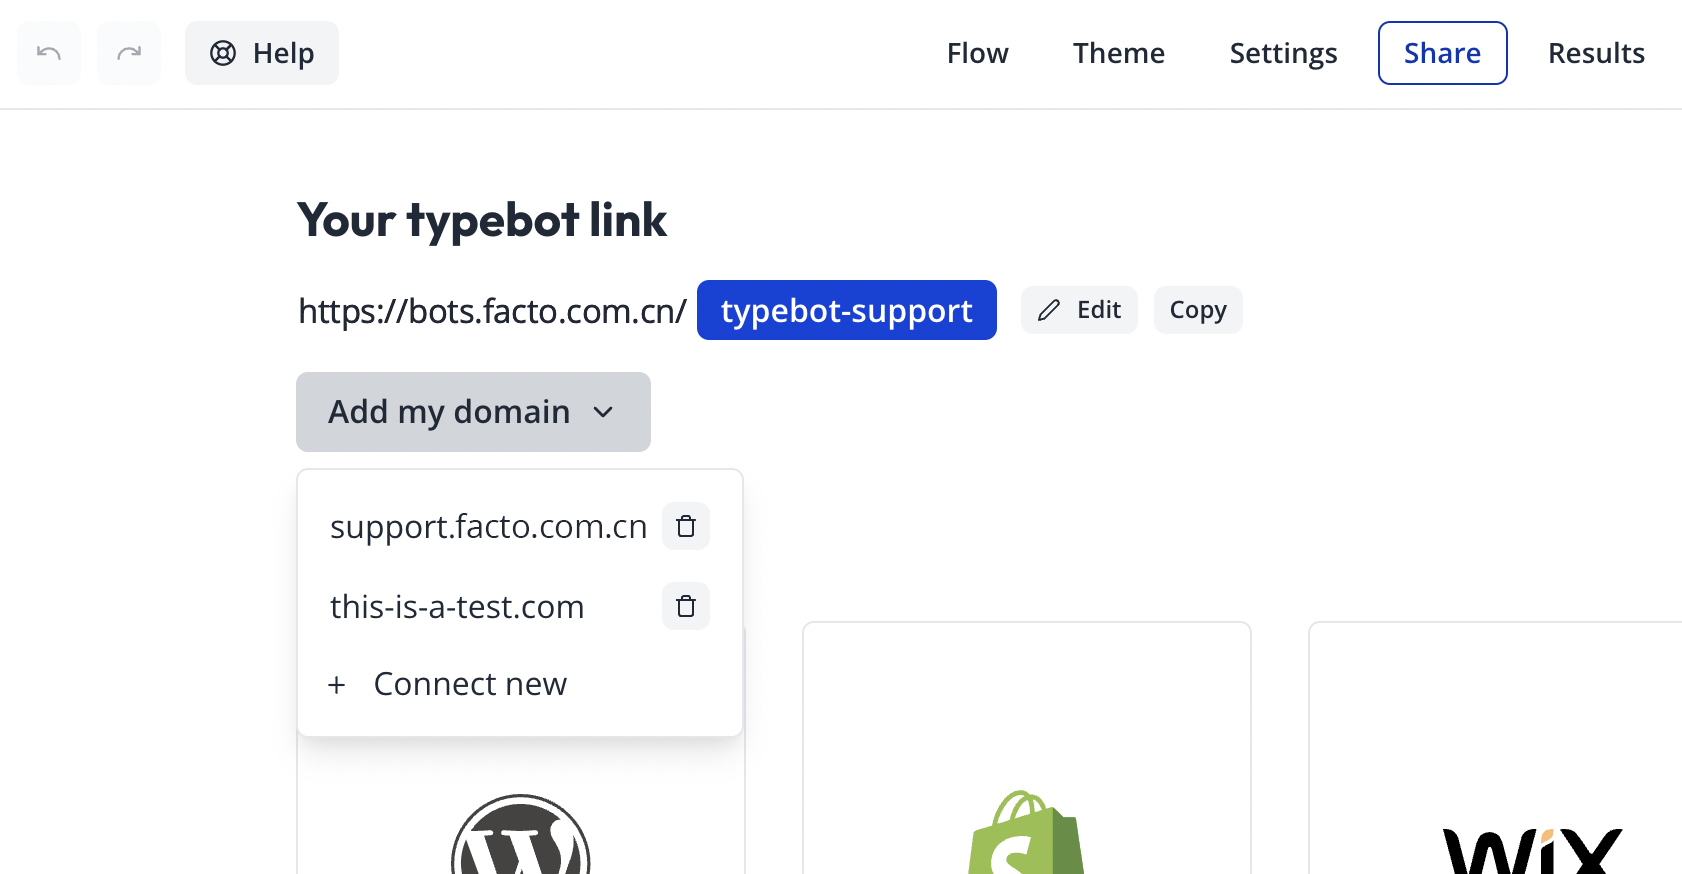 Help
Flow
Theme
Settings
Share
Results
Your typebot link
https://bots.facto.com.cn/ typebot-support
Edit
Copy
Add my domain
support.facto.com.cn
this-is-a-test.com
+ Connect new
W
S
WiX